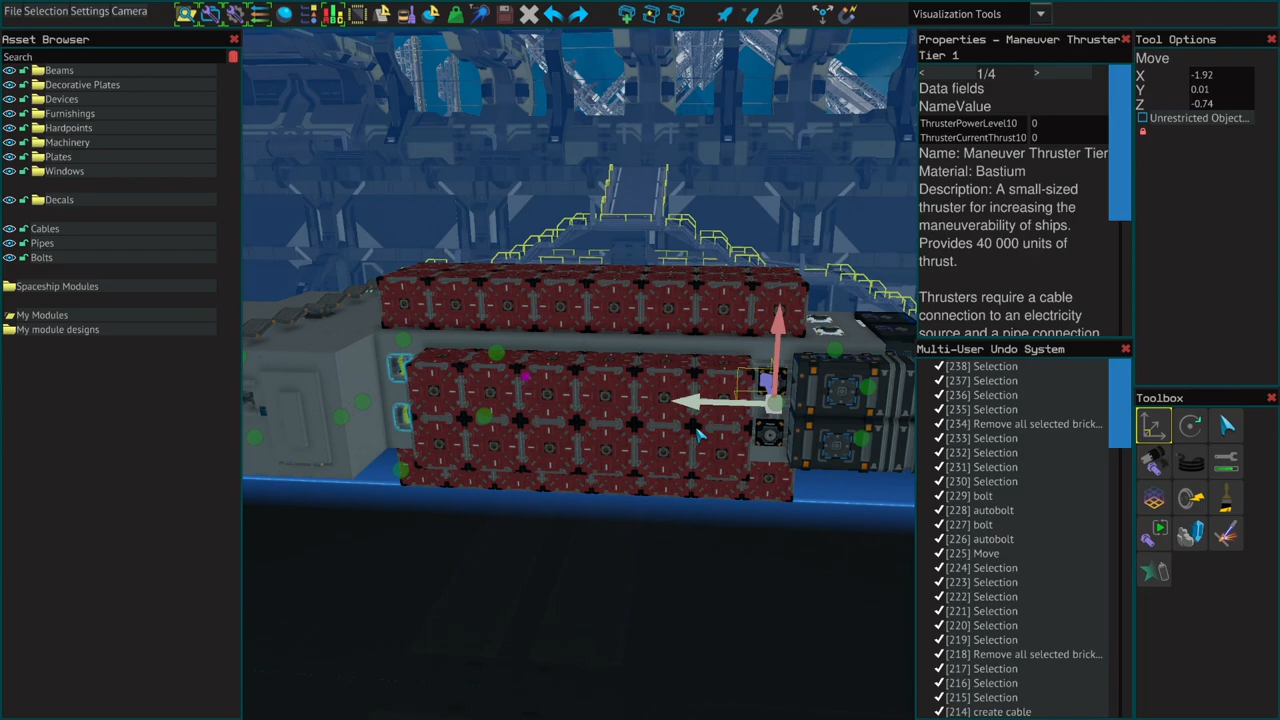 File Selection Settings Camera
Visualization Tools
Asset Browser
Search
Beams
Decorative Plates
Devices
Furnishings
Hardpoints
Machinery
Plates
Windows
Decals
Cables
Pipes
Bolts
Spaceship Modules
My Modules
My module designs
Properties - Maneuver Thruster
Tier 1
< 1/4 >
Data fields
NameValue
ThrusterPowerLevel10 0
ThrusterCurrentThrust10 0
Name: Maneuver Thruster Tier
Material: Bastium
Description: A small-sized
thruster for increasing the
maneuverability of ships.
Provides 40 000 units of
thrust.
Thrusters require a cable
connection to an electricity
source and a pipe connection
Multi-User Undo System
[238] Selection
[237] Selection
[236] Selection
[235] Selection
[234] Remove all selected brick...
[233] Selection
[232] Selection
[231] Selection
[230] Selection
[229] bolt
[228] autobolt
[227] bolt
[226] autobolt
[225] Move
[224] Selection
[223] Selection
[222] Selection
[221] Selection
[220] Selection
[219] Selection
[218] Remove all selected brick...
[217] Selection
[216] Selection
[215] Selection
[214] create cable
Tool Options
Move
X -1.92
Y 0.01
Z -0.74
Unrestricted Object...
Toolbox